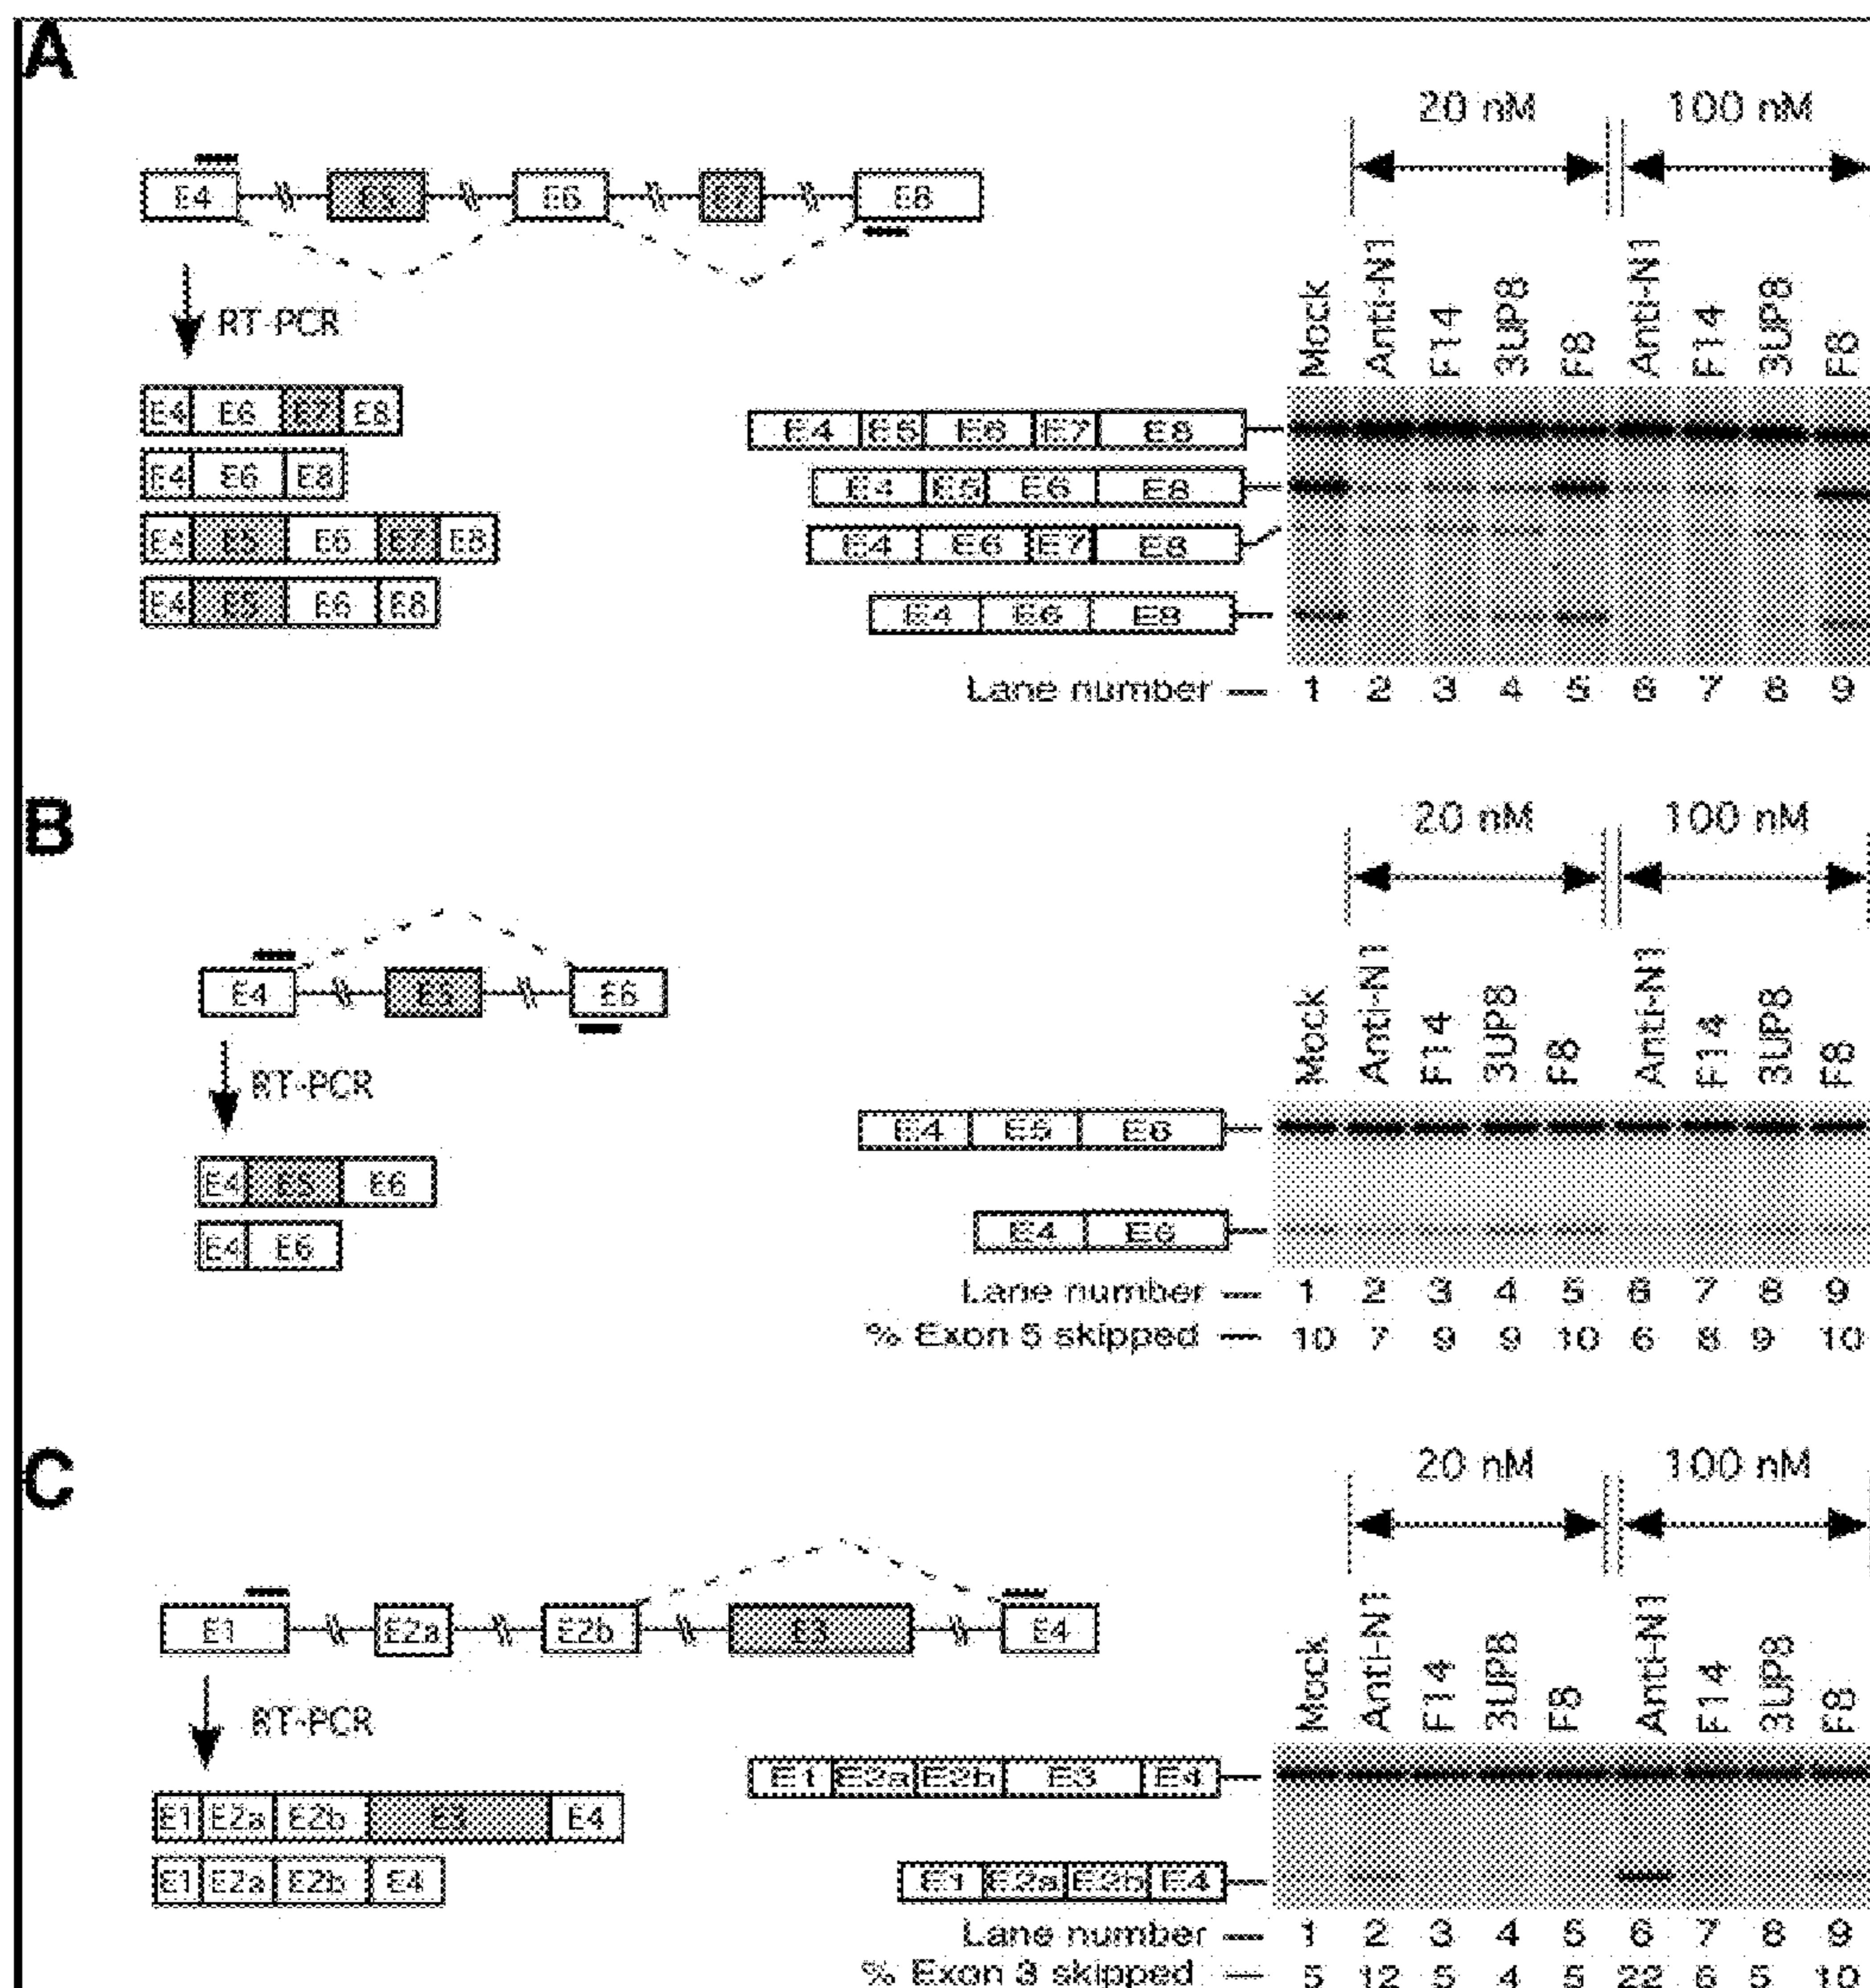 A
20 nM 100 nM
E4 E5 E6 E7 E8
RT-PCR
Mock Anti-N1 F14 3UP8 F8 Anti-N1 F14 3UP8 F8
E4 E6 E7 E8
E4 E6 E8
E4 E5 E6 E7 E8
E4 E5 E6 E8
E4 E5 E6 E7 E8
E4 E5 E6 E8
E4 E6 E7 E8
E4 E6 E8
Lane number — 1 2 3 4 5 6 7 8 9
B
20 nM 100 nM
E4 E5 E6
RT-PCR
Mock Anti-N1 F14 3UP8 F8 Anti-N1 F14 3UP8 F8
E4 E5 E6
E4 E6
E4 E5 E6
E4 E6
Lane number — 1 2 3 4 5 6 7 8 9
% Exon 5 skipped — 10 7 9 9 10 6 8 9 10
C
20 nM 100 nM
E1 E2a E2b E3 E4
RT-PCR
Mock Anti-N1 F14 3UP8 F8 Anti-N1 F14 3UP8 F8
E1 E2a E2b E3 E4
E1 E2a E2b E4
E1 E2a E2b E3 E4
E1 E2a E2b E4
Lane number — 1 2 3 4 5 6 7 8 9
% Exon 3 skipped — 5 12 5 4 6 10